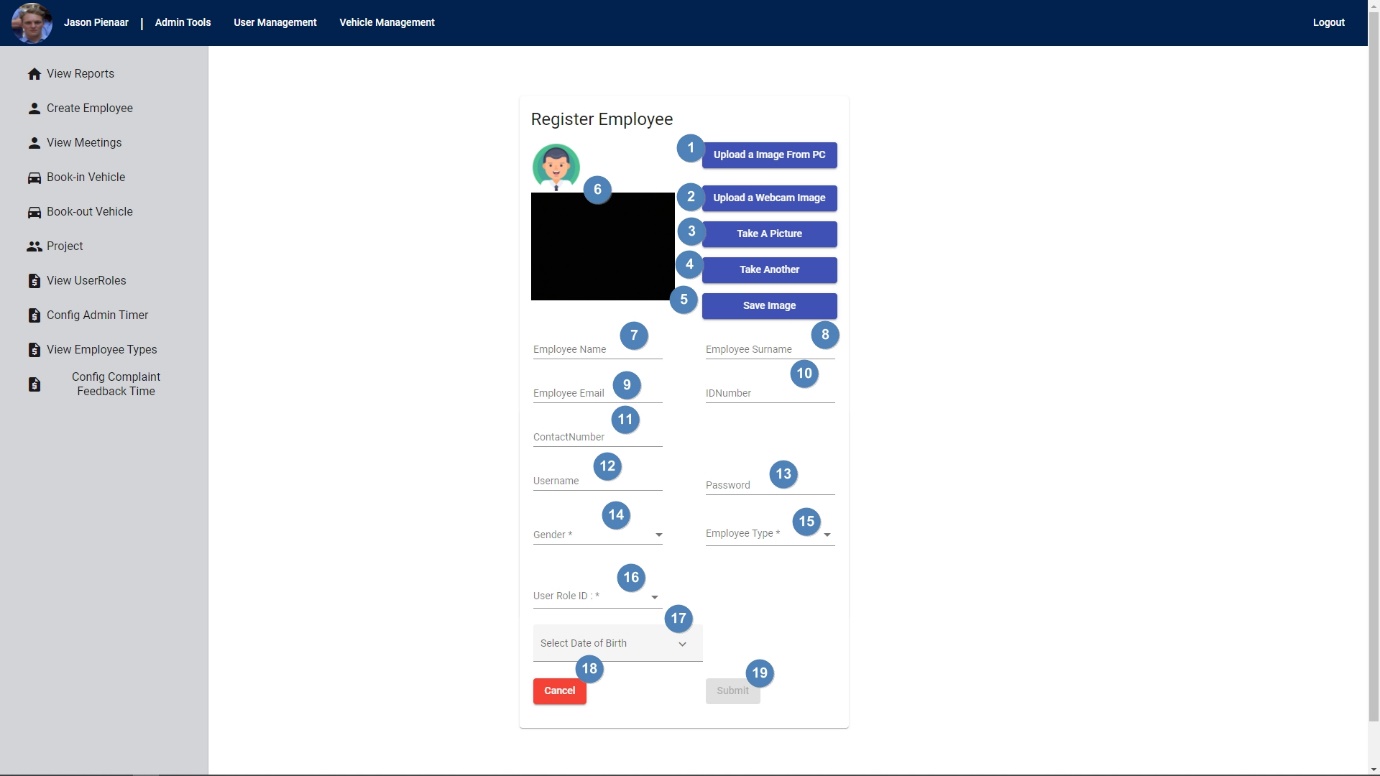 Jason Pienaar | Admin Tools User Management Vehicle Management Logout
View Reports
Create Employee
View Meetings
Book-in Vehicle
Book-out Vehicle
Project
View UserRoles
Config Admin Timer
View Employee Types
Config Complaint
Feedback Time
Register Employee
1 Upload a Image From PC
6
2 Upload a Webcam Image
3 Take A Picture
4 Take Another
5 Save Image
7 8
Employee Name Employee Surname
9 10
Employee Email IDNumber
11
ContactNumber
12 13
Username Password
14 15
Gender * Employee Type *
16
User Role ID : *
17
Select Date of Birth
18 19
Cancel Submit